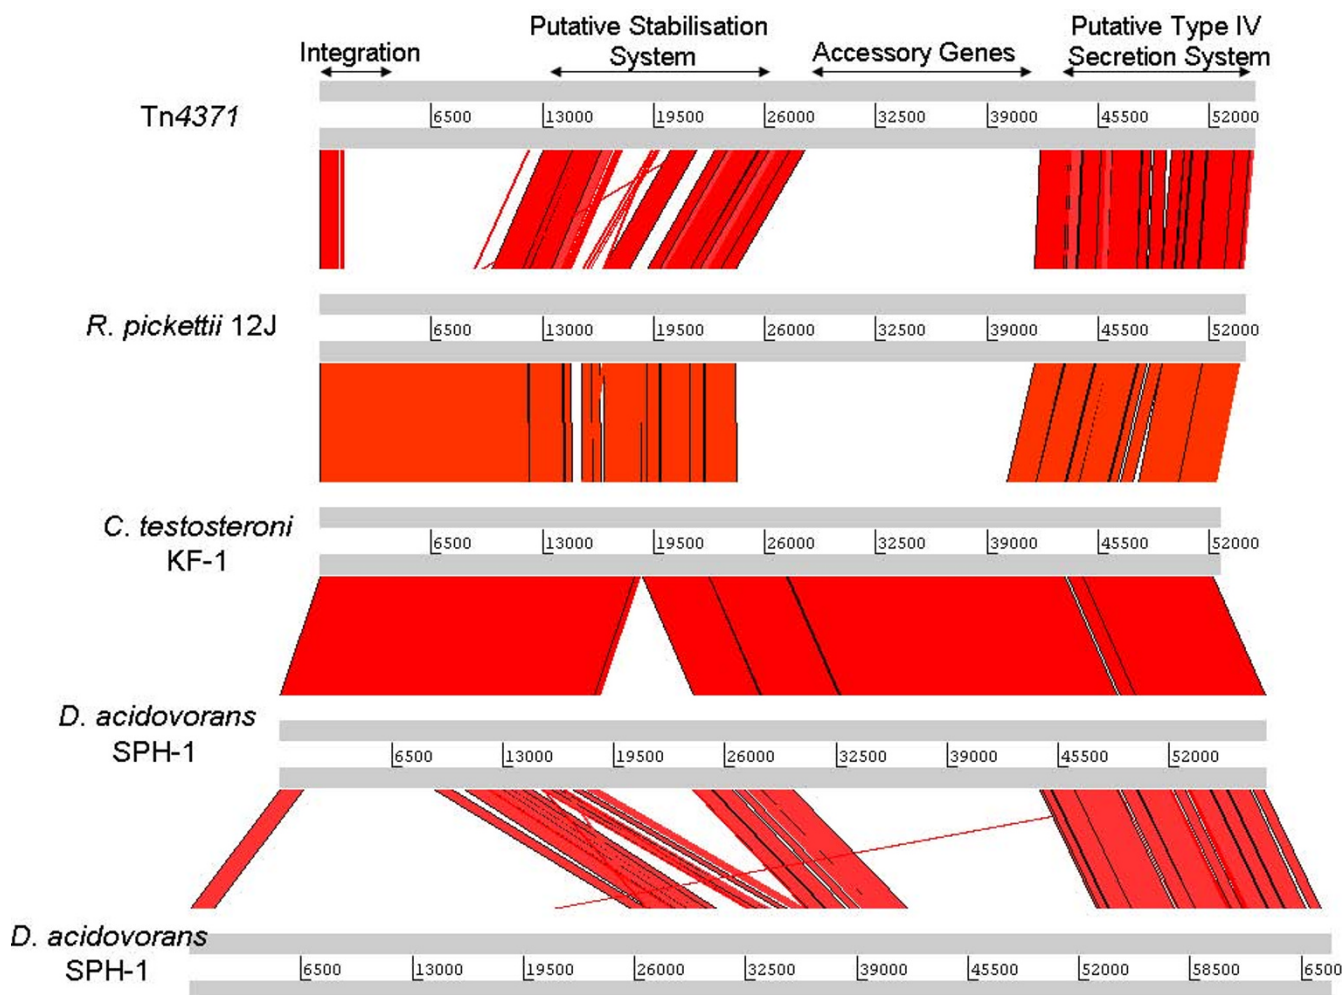 Integration
Putative Stabilisation
System
Accessory Genes
Putative Type IV
Secretion System
Tn4371
6500 13000 19500 26000 32500 39000 45500 52000
R. pickettii 12J
6500 13000 19500 26000 32500 39000 45500 52000
C. testosteroni
KF-1
6500 13000 19500 26000 32500 39000 45500 52000
D. acidovorans
SPH-1
6500 13000 19500 26000 32500 39000 45500 52000
D. acidovorans
SPH-1
6500 13000 19500 26000 32500 39000 45500 52000 58500 6500